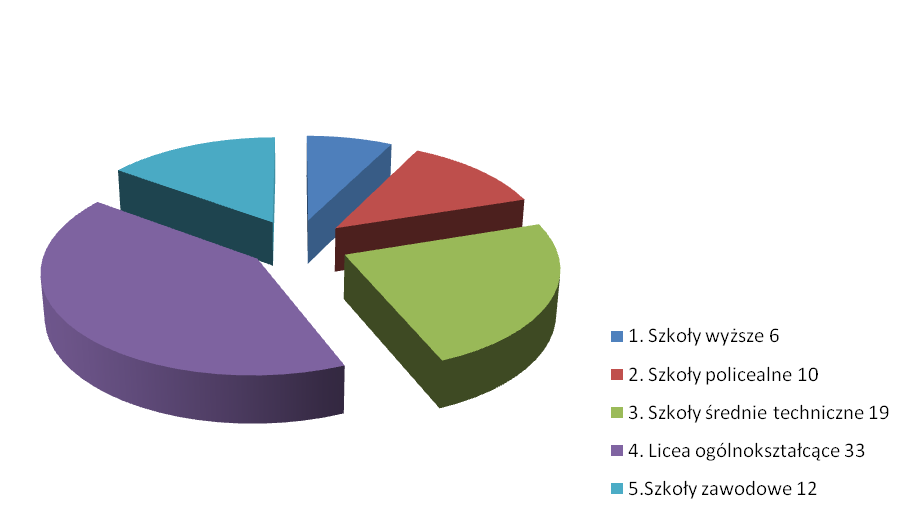 1. Szkoły wyższe 6
2. Szkoły policealne 10
3. Szkoły średnie techniczne 19
4. Licea ogólnokształcące 33
5.Szkoły zawodowe 12